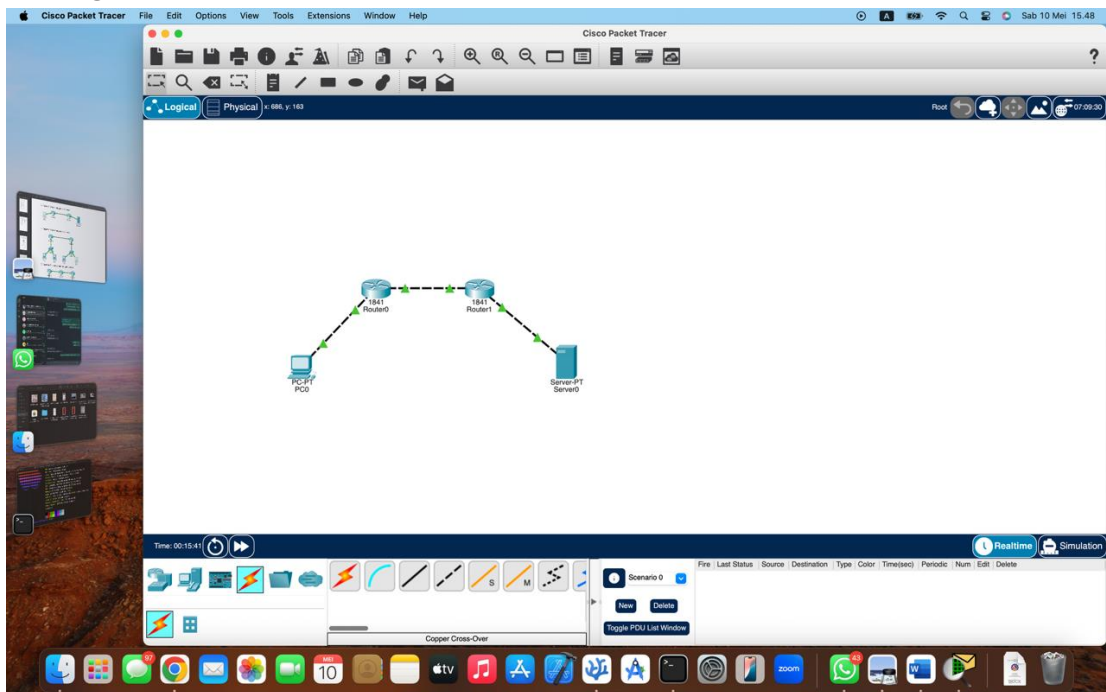 Cisco Packet Tracer File Edit Options View Tools Extensions Window Help A Sab 10 Mei 15.48
Cisco Packet Tracer
?
Logical Physical x: 686, y: 163 Root 07:09:30
1841
Router0
1841
Router1
PC-PT
PC0
Server-PT
Server0
Time: 00:15:41 Realtime Simulation
S M
Scenario 0 Fire Last Status Source Destination Type Color Time(sec) Periodic Num Edit Delete
New Delete
Toggle PDU List Window
Copper Cross-Over
97 MEI 10 tv zoom 43 W